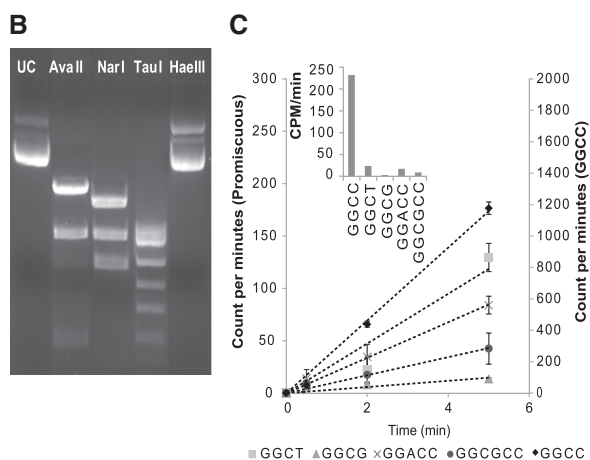 B
UC AvaII NarI TauI HaeIII
C
Count per minutes (Promiscuous)
300
250
200
150
100
50
0
CPM/min
250
200
150
100
50
0
GGCC
GGCT
GGCG
GGACC
GGCGCC
Count per minutes (GGCC)
2000
1800
1600
1400
1200
1000
800
600
400
200
0
0 2 4 6
Time (min)
GGCT GGCG GGACC GGCGCC GGCC